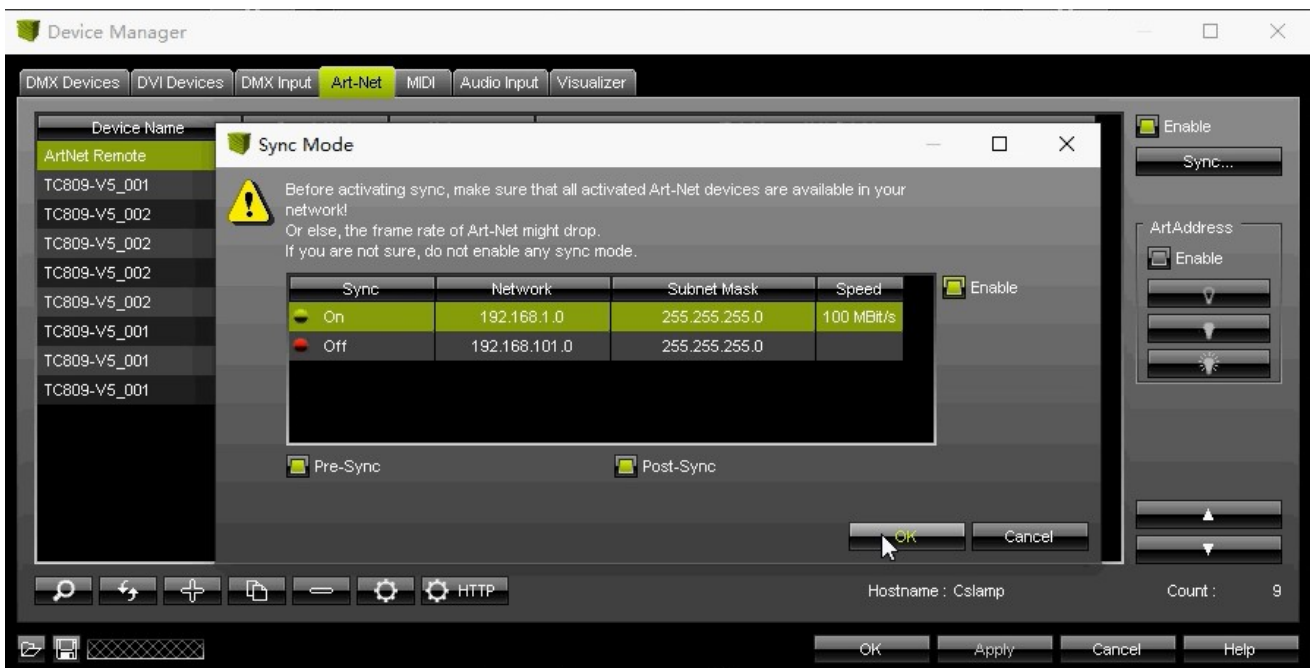 Device Manager
DMX Devices DVI Devices DMX Input Art-Net MIDI Audio Input Visualizer
Device Name
ArtNet Remote
TC809-V5_001
TC809-V5_002
TC809-V5_002
TC809-V5_002
TC809-V5_002
TC809-V5_001
TC809-V5_001
TC809-V5_001
Sync Mode
Before activating sync, make sure that all activated Art-Net devices are available in your
network!
Or else, the frame rate of Art-Net might drop.
If you are not sure, do not enable any sync mode.
Sync Network Subnet Mask Speed
On 192.168.1.0 255.255.255.0 100 MBit/s
Off 192.168.101.0 255.255.255.0
Enable
Pre-Sync Post-Sync
OK Cancel
Enable
Sync...
ArtAddress
Enable
HTTP
Hostname : Cslamp
Count : 9
OK Apply Cancel Help